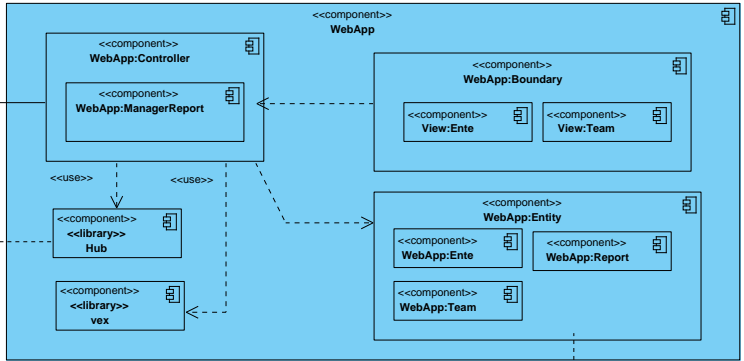 <<component>>
WebApp
<<component>>
WebApp:Controller
<<component>>
WebApp:ManagerReport
<<component>>
WebApp:Boundary
<<component>>
View:Ente
<<component>>
View:Team
<<use>>
<<use>>
<<component>>
<<library>>
Hub
<<component>>
<<library>>
vex
<<component>>
WebApp:Entity
<<component>>
WebApp:Ente
<<component>>
WebApp:Report
<<component>>
WebApp:Team